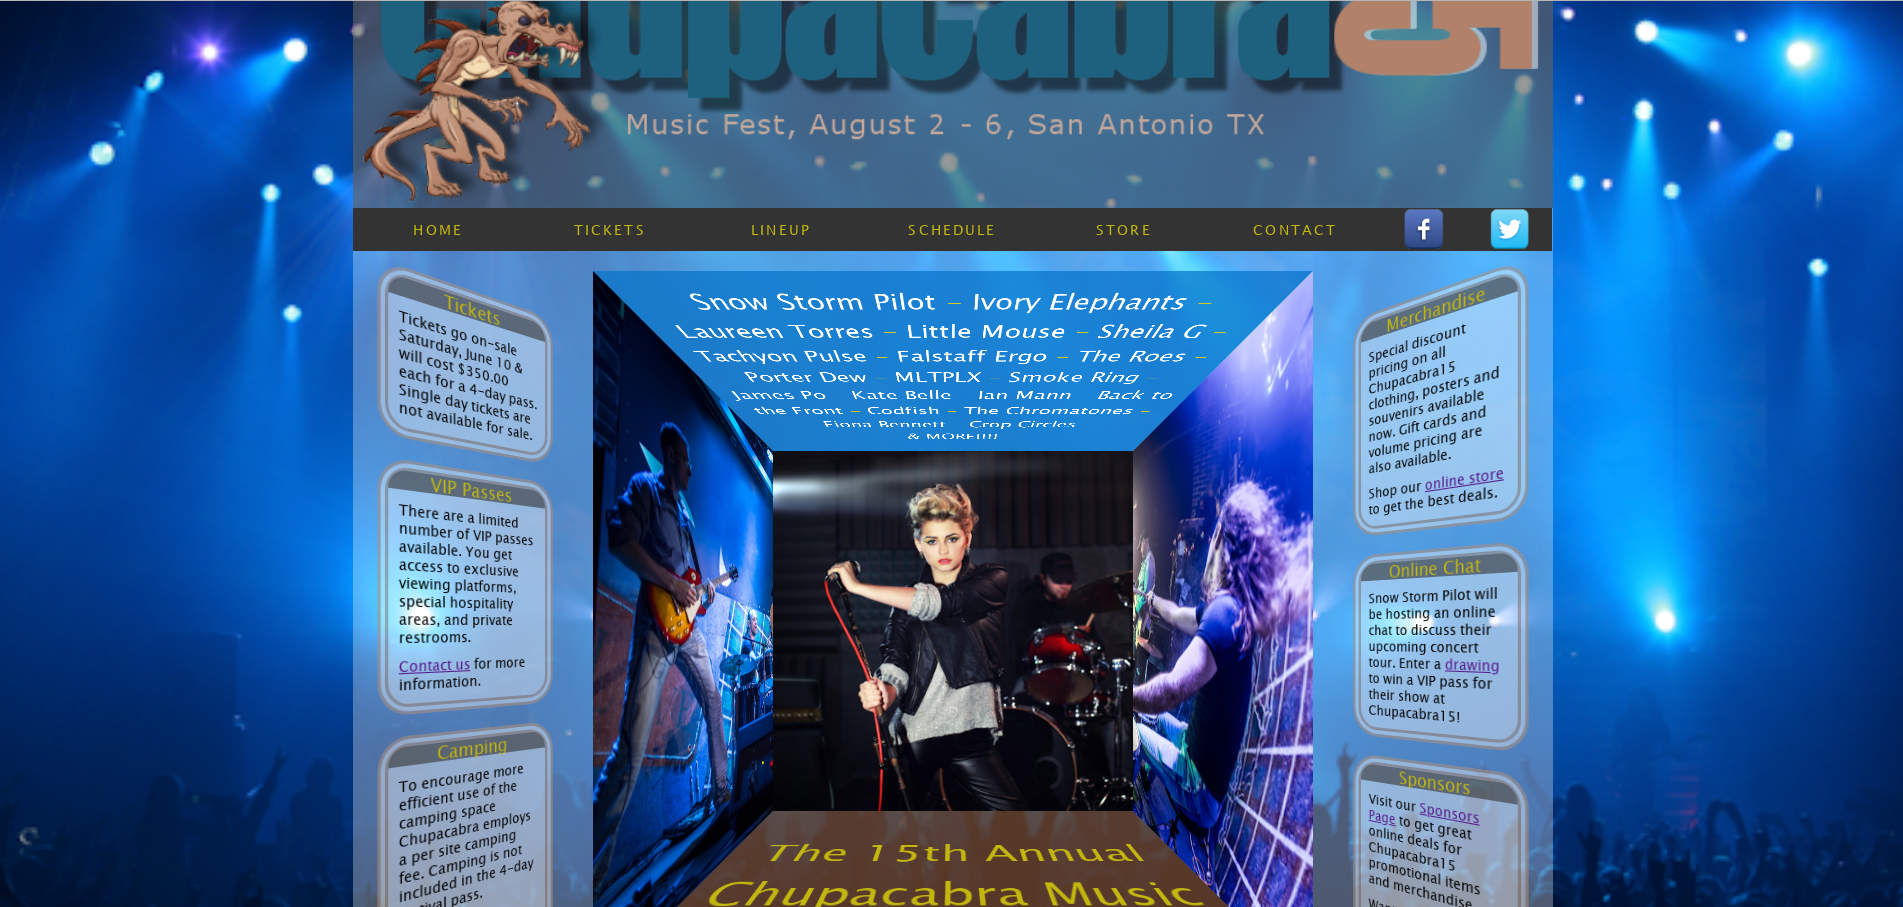 Chupacabra15
Music Fest, August 2 - 6, San Antonio TX
HOME TICKETS LINEUP SCHEDULE STORE CONTACT
Tickets
Tickets go on-sale
Saturday, June 10 &
will cost $350.00
each for a 4-day pass.
Single day tickets are
not available for sale.
VIP Passes
There are a limited
number of VIP passes
available. You get
access to exclusive
viewing platforms,
special hospitality
areas, and private
restrooms.
Contact us for more
information.
Camping
To encourage more
efficient use of the
camping space
Chupacabra employs
a per site camping
fee. Camping is not
included in the 4-day
pass.
Snow Storm Pilot – Ivory Elephants –
Laureen Torres – Little Mouse – Sheila G –
Tachyon Pulse – Falstaff Ergo – The Roes –
Porter Dew – MLTPLX – Smoke Ring –
James Po Kate Belle Ian Mann Back to
the Front – Codfish – The Chromatones –
Fiona Bennett Crop Circles
& MORE!!!!
The 15th Annual
Chupacabra Music
Merchandise
Special discount
pricing on all
Chupacabra15
clothing, posters and
souvenirs available
now. Gift cards and
volume pricing are
also available.
Shop our online store
to get the best deals.
Online Chat
Snow Storm Pilot will
be hosting an online
chat to discuss their
upcoming concert
tour. Enter a drawing
to win a VIP pass for
their show at
Chupacabra15!
Sponsors
Visit our Sponsors
Page to get great
online deals for
Chupacabra15
promotional items
and merchandise